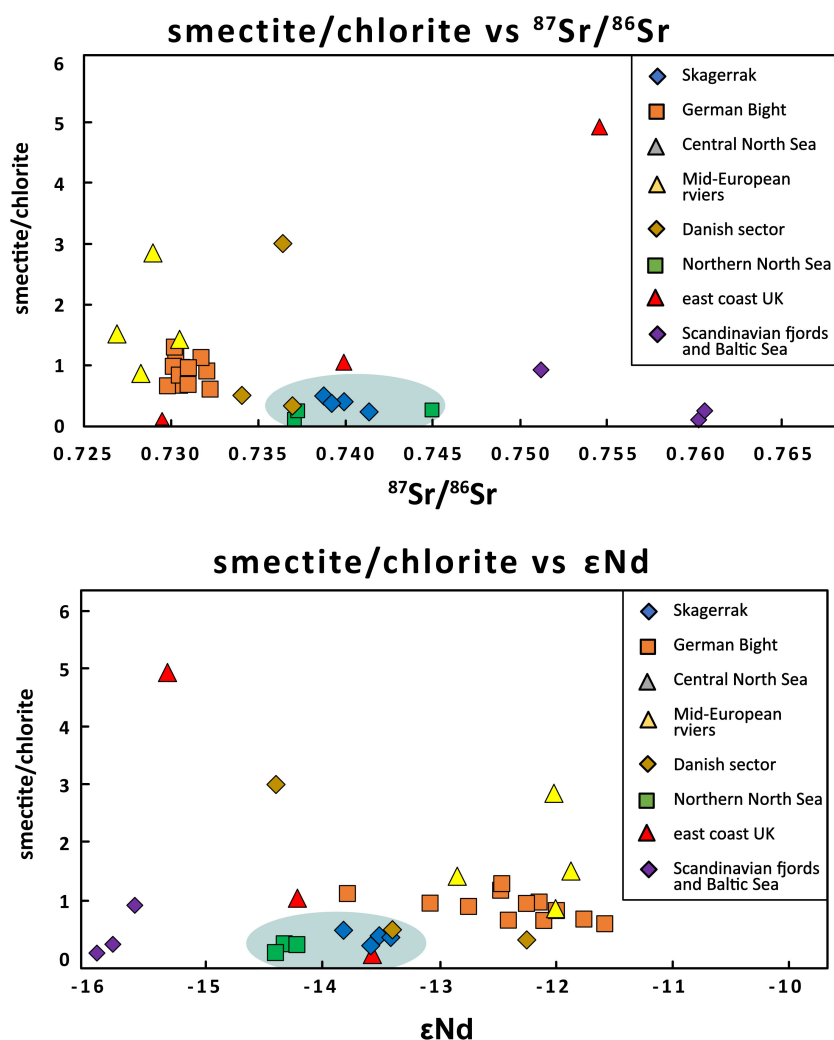 smectite/chlorite vs ⁸⁷Sr/⁸⁶Sr
smectite/chlorite
6
5
4
3
2
1
0
0.725 0.730 0.735 0.740 0.745 0.750 0.755 0.760 0.765
⁸⁷Sr/⁸⁶Sr
Skagerrak
German Bight
Central North Sea
Mid-European
rviers
Danish sector
Northern North Sea
east coast UK
Scandinavian fjords
and Baltic Sea
smectite/chlorite vs εNd
smectite/chlorite
6
5
4
3
2
1
0
-16 -15 -14 -13 -12 -11 -10
εNd
Skagerrak
German Bight
Central North Sea
Mid-European
rviers
Danish sector
Northern North Sea
east coast UK
Scandinavian fjords
and Baltic Sea